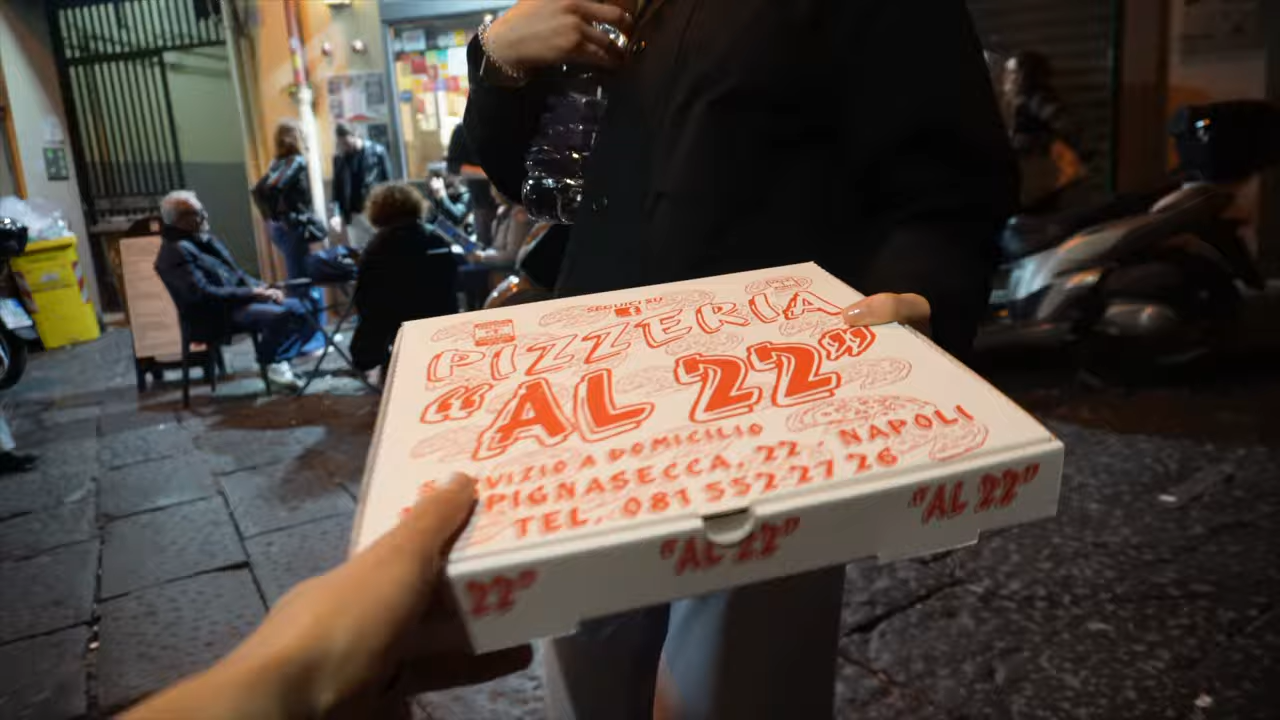 SEGUICI SU
PIZZERIA
“AL 22”
SERVIZIO A DOMICILIO
PIGNASECCA, 22 · NAPOLI
TEL. 081 552 27 26
22”
“AL 22”
“AL 22”